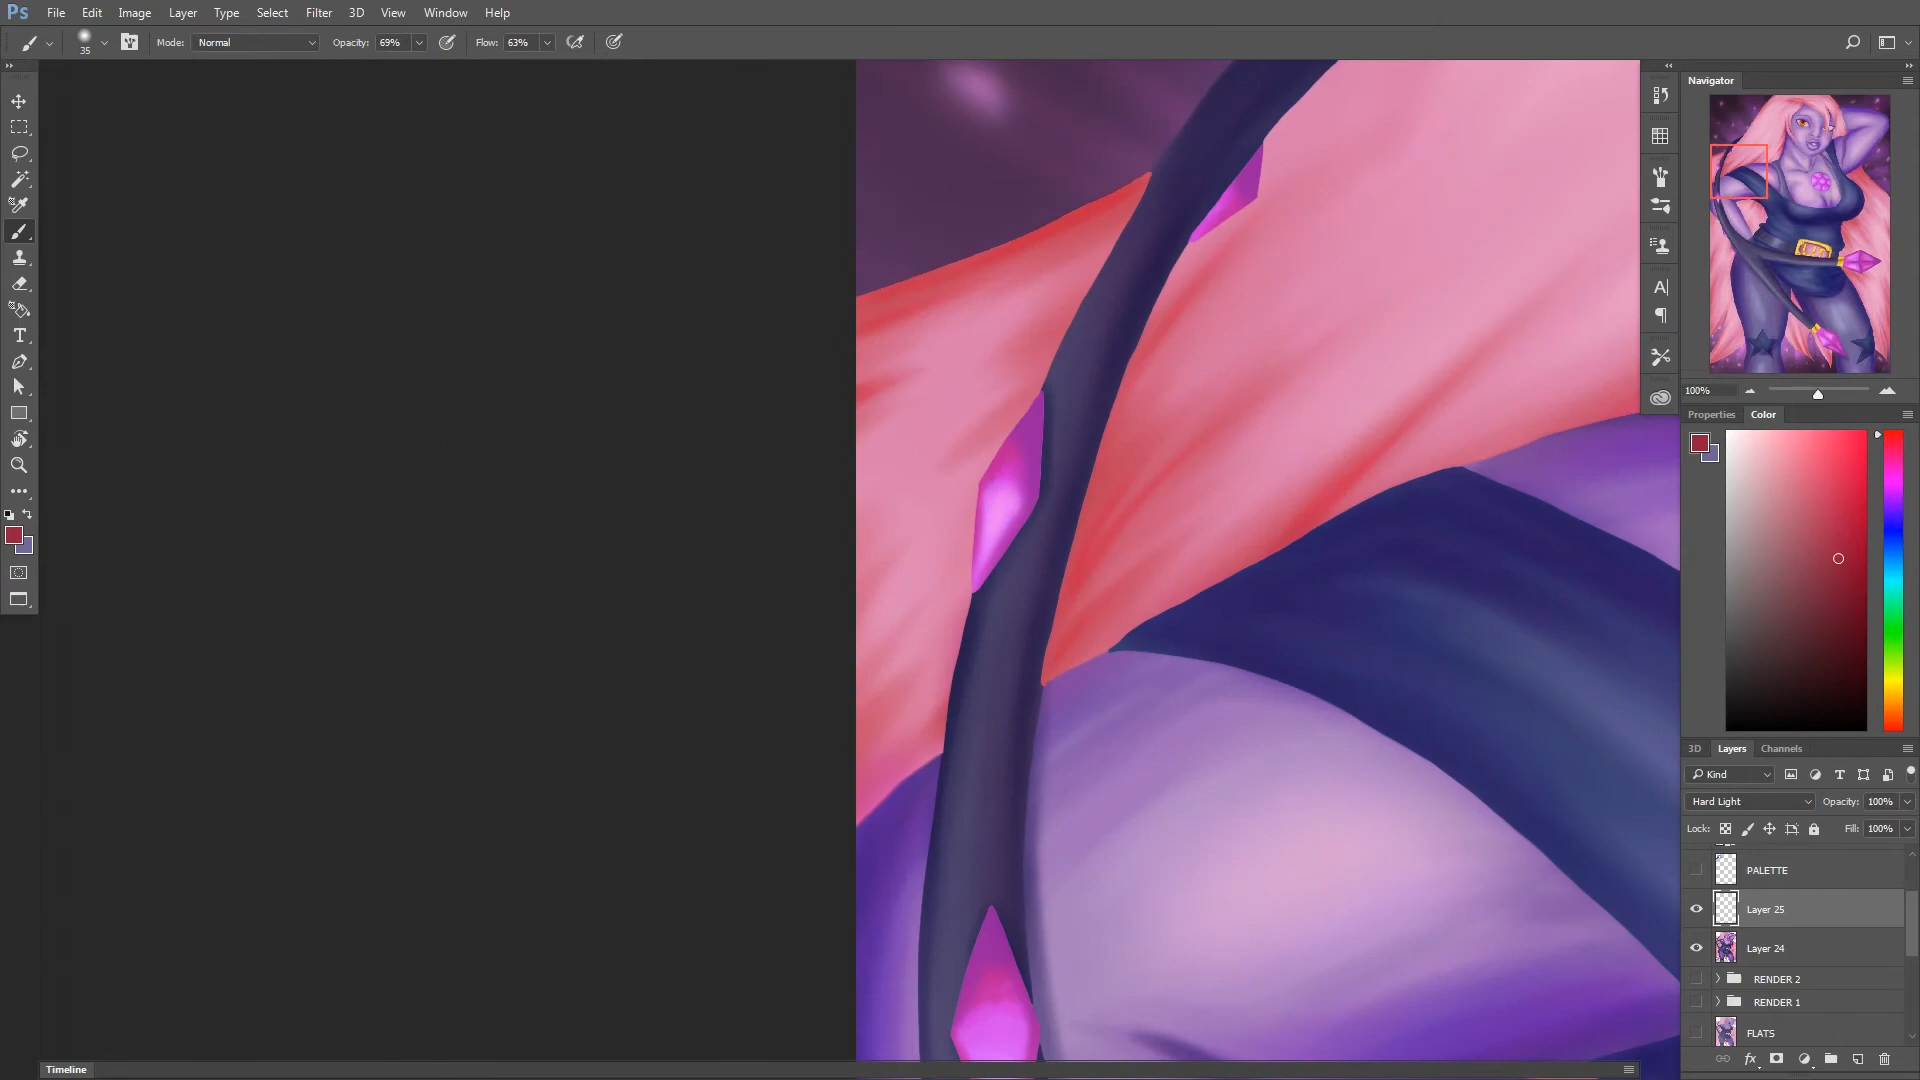 Ps File Edit Image Layer Type Select Filter 3D View Window Help
35 Mode: Normal Opacity: 69% Flow: 63%
Navigator
100%
Properties Color
3D Layers Channels
Kind
Hard Light Opacity: 100%
Lock: Fill: 100%
PALETTE
Layer 25
Layer 24
RENDER 2
RENDER 1
FLATS
fx
Timeline